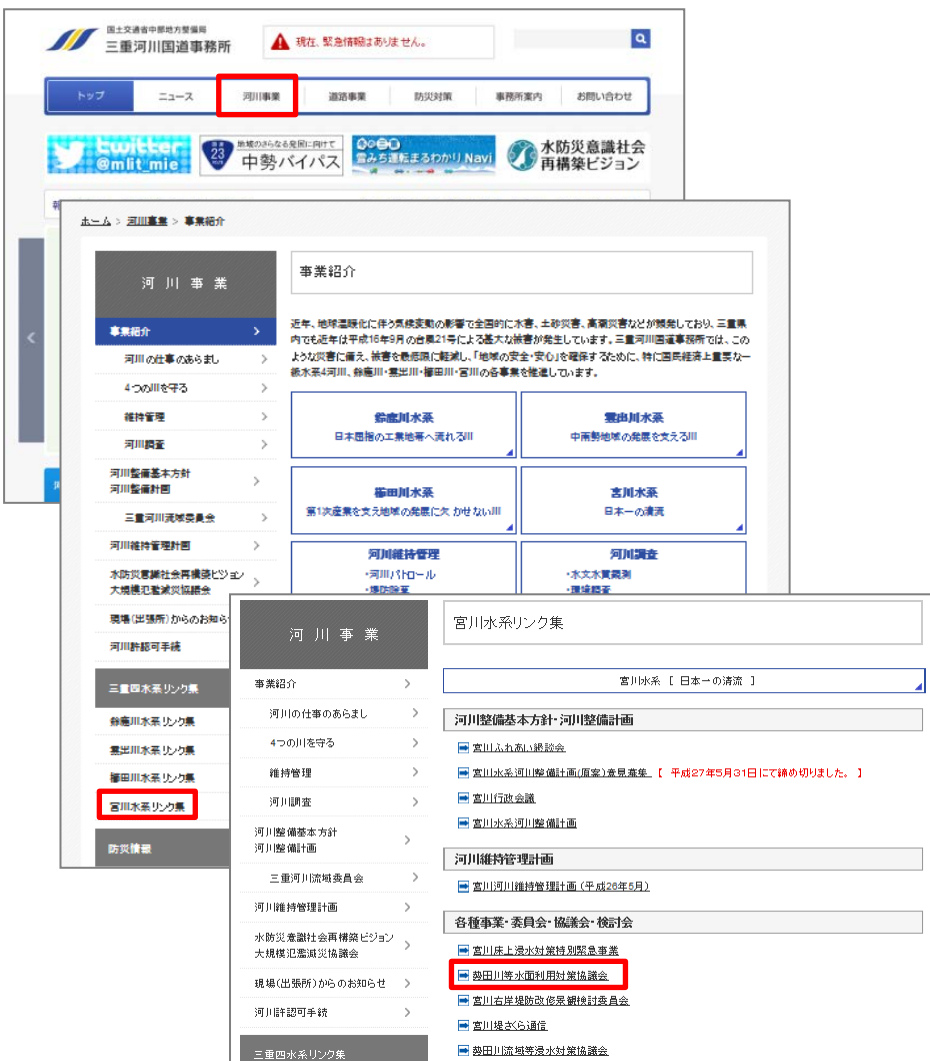 国土交通省中部地方整備局
三重河川国道事務所
現在、緊急情報はありません。
トップ
ニュース
河川事業
道路事業
防災対策
事務所案内
お問い合わせ
twitter
@mlit_mie
23
地域のさらなる発展に向けて
中勢バイパス
雪みち運転まるわかり Navi
水防災意識社会
再構築ビジョン
ホーム > 河川事業 > 事業紹介
河川事業
事業紹介
河川の仕事のあらまし
4つの川を守る
維持管理
河川調査
河川整備基本方針
河川整備計画
三重河川流域委員会
河川維持管理計画
水防災意識社会再構築ビジョン
大規模氾濫減災協議会
現場(出張所)からのお知ら
河川許認可手続
三重四水系リンク集
鈴鹿川水系リンク集
雲出川水系リンク集
櫛田川水系リンク集
宮川水系リンク集
防災情報
事業紹介
近年、地球温暖化に伴う気候変動の影響で全国的に水害、土砂災害、高潮災害などが頻発しており、三重県
内でも近年は平成16年9月の台風21号による甚大な被害が発生しています。三重河川国道事務所では、この
ような災害に備え、被害を最低限に軽減し、「地域の安全・安心」を確保するために、特に国民経済上重要な一
級水系4河川、鈴鹿川・雲出川・櫛田川・宮川の各事業を推進しています。
鈴鹿川水系
日本屈指の工業地帯へ流れる川
雲出川水系
中南勢地域の発展を支える川
櫛田川水系
第1次産業を支え地域の発展に欠かせない川
宮川水系
日本一の清流
河川維持管理
・河川パトロール
・堤防除草
河川調査
・水文水質観測
・環境調査
河川事業
事業紹介
河川の仕事のあらまし
4つの川を守る
維持管理
河川調査
河川整備基本方針
河川整備計画
三重河川流域委員会
河川維持管理計画
水防災意識社会再構築ビジョン
大規模氾濫減災協議会
現場(出張所)からのお知らせ
河川許認可手続
三重四水系リンク集
宮川水系リンク集
宮川水系 [ 日本一の清流 ]
河川整備基本方針・河川整備計画
宮川ふれあい懇談会
宮川水系河川整備計画(原案)意見募集 【 平成27年5月31日にて締め切りました。 】
宮川行政会議
宮川水系河川整備計画
河川維持管理計画
宮川河川維持管理計画(平成26年5月)
各種事業・委員会・協議会・検討会
宮川床上浸水対策特別緊急事業
勢田川等水面利用対策協議会
宮川右岸堤防改修景観検討委員会
宮川堤さくら通信
勢田川流域等浸水対策協議会